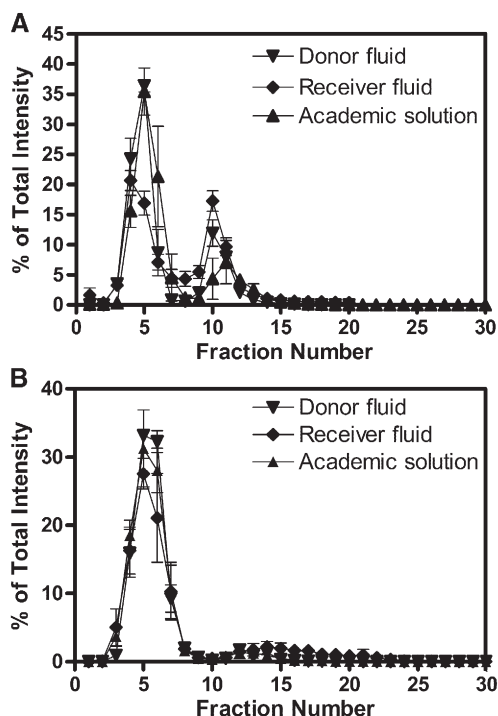 A
45
Donor fluid
40
35
Receiver fluid
30
Academic solution
25
20
15
10
5
0
% of Total Intensity
0 5 10 15 20 25 30
Fraction Number
B
40
Donor fluid
Receiver fluid
30
Academic solution
20
10
0
% of Total Intensity
0 5 10 15 20 25 30
Fraction Number